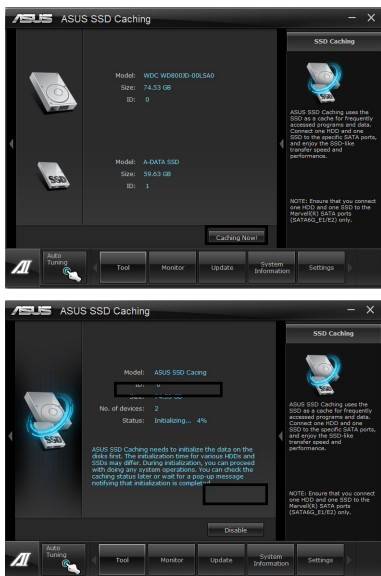 ASUS ASUS SSD Caching
SSD Caching
Model: WDC WD800JD-00LSA0
Size: 74.53 GB
ID: 0
SSD
ASUS SSD Caching uses the
SSD as a cache for frequently
accessed programs and data.
Connect one HDD and one
SSD to the specific SATA ports,
and enjoy the SSD-like
transfer speed and
performance.
SSD
Model: A-DATA SSD
Size: 59.63 GB
ID: 1
NOTE: Ensure that you connect
one HDD and one SSD to the
Marvell(R) SATA ports
(SATA6G_E1/E2) only.
Caching Now!
Auto
Tuning
Tool
Monitor
Update
System
Information
Settings
ASUS ASUS SSD Caching
SSD Caching
Model: ASUS SSD Cacing
ID: 0
No. of devices: 2
Status: Initializing... 4%
SSD
SSD
ASUS SSD Caching uses the
SSD as a cache for frequently
accessed programs and data.
Connect one HDD and one
SSD to the specific SATA ports,
and enjoy the SSD-like
transfer speed and
performance.
ASUS SSD Caching needs to initialize the data on the
disks first. The initialization time for various HDDs and
SSDs may differ. During initialization, you can proceed
with doing any system operations. You can check the
caching status later or wait for a pop-up message
notifying that initialization is completed.
NOTE: Ensure that you connect
one HDD and one SSD to the
Marvell(R) SATA ports
(SATA6G_E1/E2) only.
Disable
Auto
Tuning
Tool
Monitor
Update
System
Information
Settings